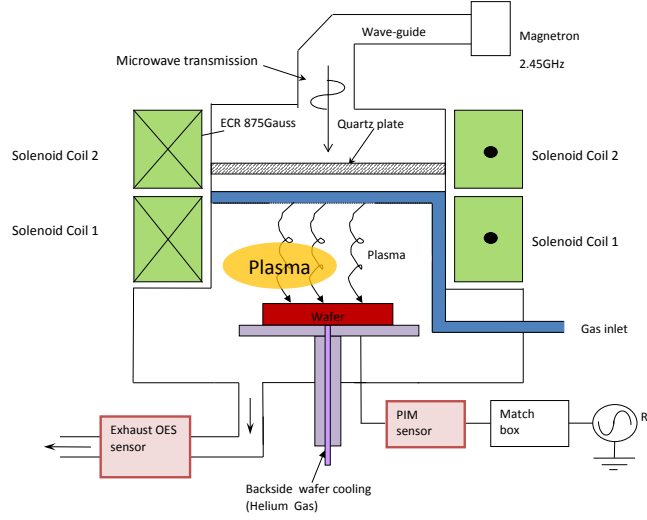 Wave-guide
Magnetron
2.45GHz
Microwave transmission
ECR 875Gauss
Quartz plate
Solenoid Coil 2
Solenoid Coil 2
Solenoid Coil 1
Solenoid Coil 1
Plasma
Plasma
Wafer
Gas inlet
Exhaust OES
sensor
PIM
sensor
Match
box
R
Backside wafer cooling
(Helium Gas)